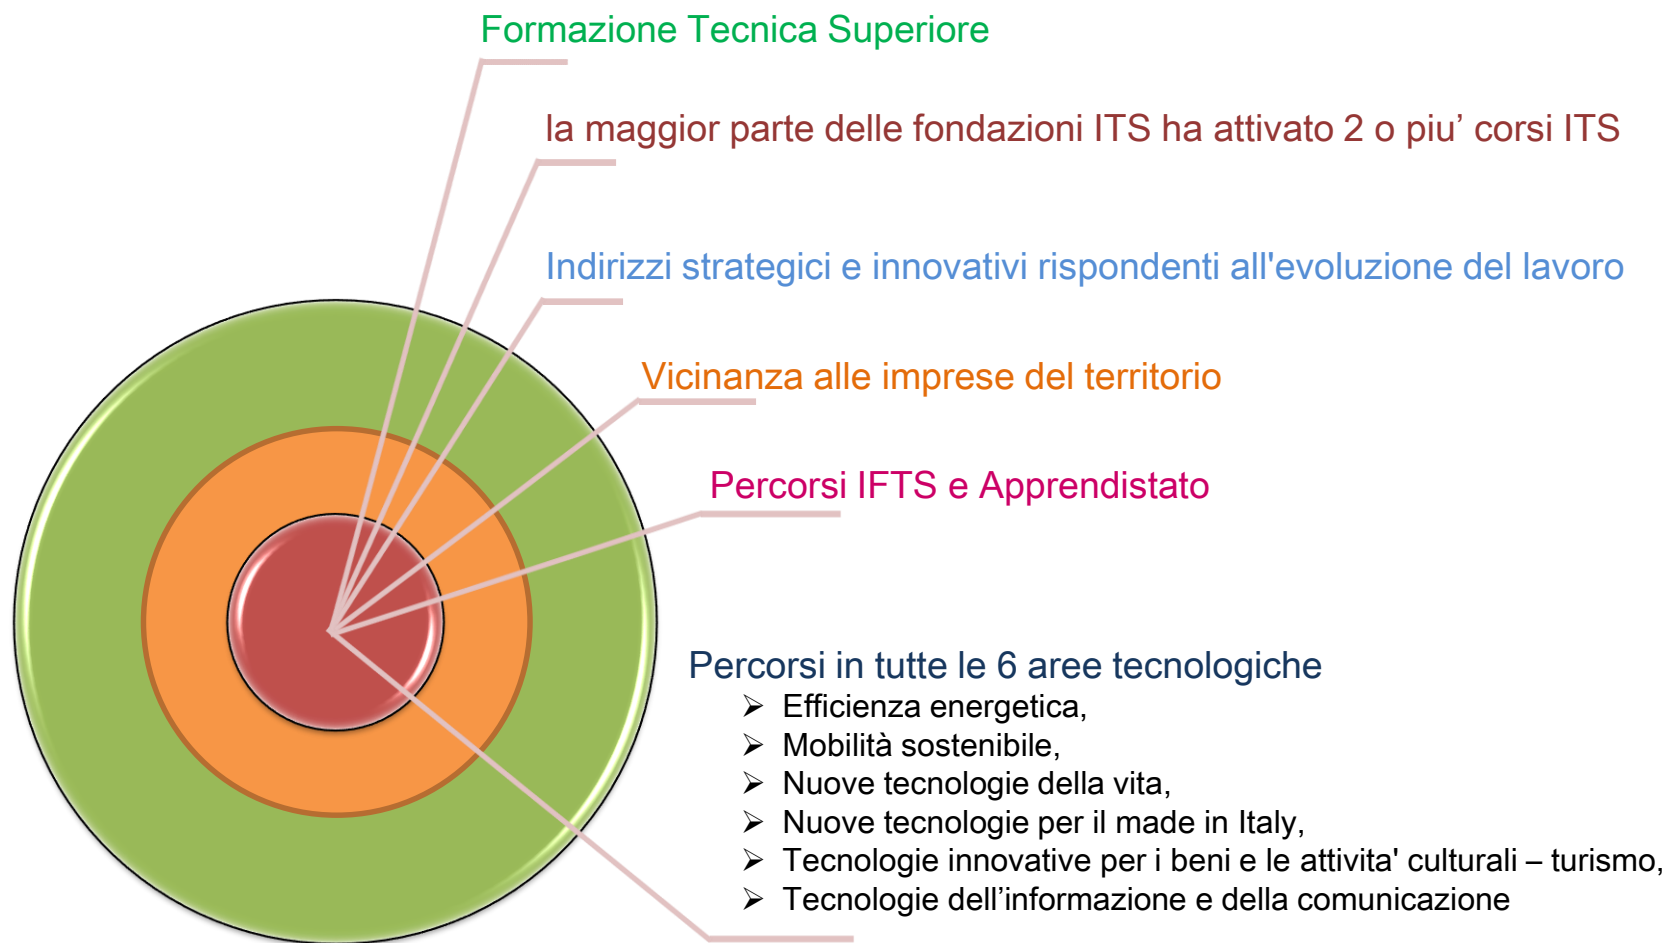 Formazione Tecnica Superiore
la maggior parte delle fondazioni ITS ha attivato 2 o piu’ corsi ITS
Indirizzi strategici e innovativi rispondenti all'evoluzione del lavoro
Vicinanza alle imprese del territorio
Percorsi IFTS e Apprendistato
Percorsi in tutte le 6 aree tecnologiche
➢ Efficienza energetica,
➢ Mobilità sostenibile,
➢ Nuove tecnologie della vita,
➢ Nuove tecnologie per il made in Italy,
➢ Tecnologie innovative per i beni e le attivita' culturali – turismo,
➢ Tecnologie dell’informazione e della comunicazione